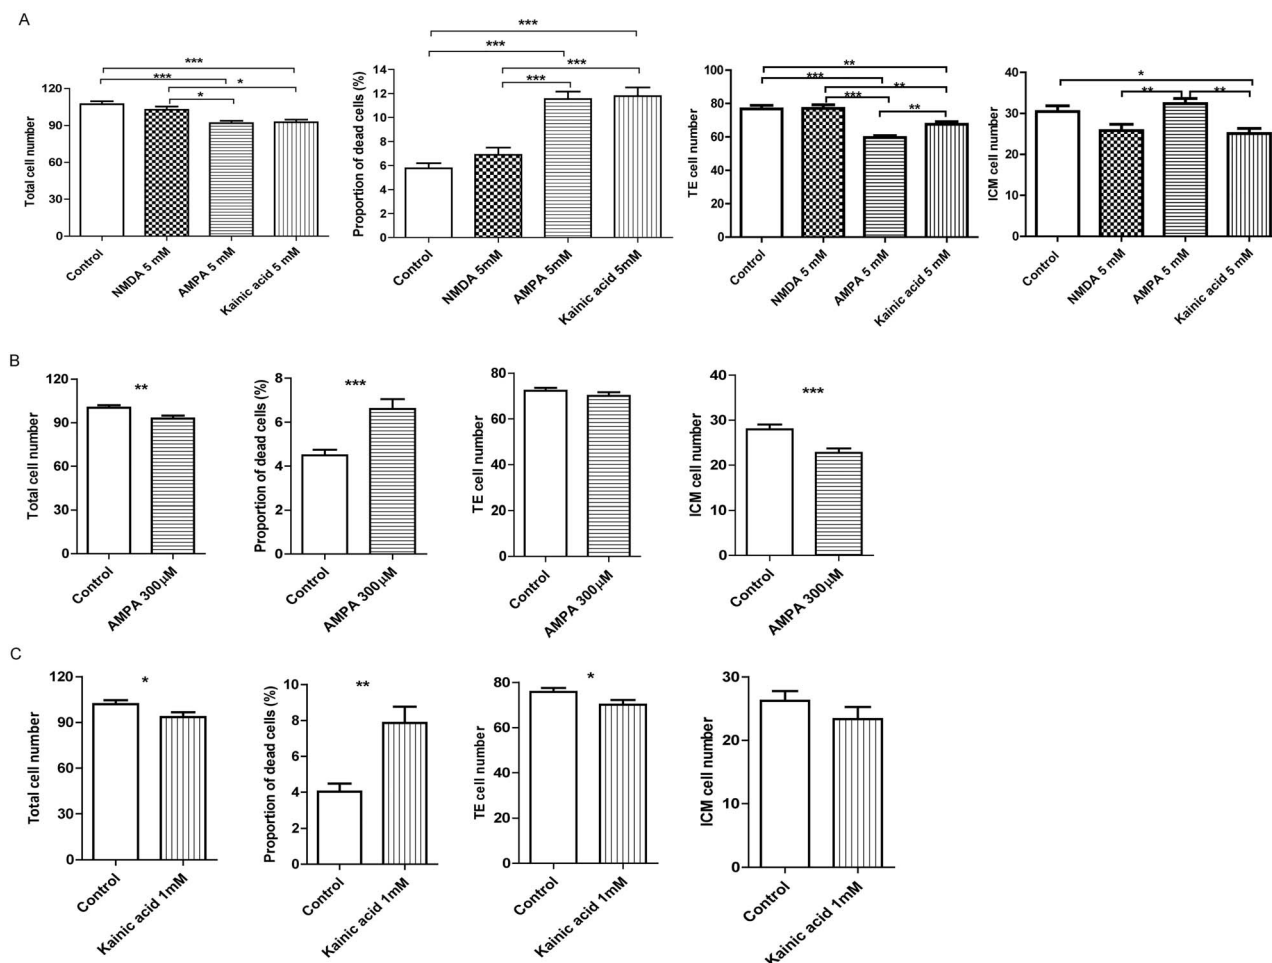 A
Total cell number
120
90
60
30
0
***
***
*
*
Control
NMDA 5 mM
AMPA 5 mM
Kainic acid 5 mM
Proportion of dead cells (%)
14
12
10
8
6
4
2
0
***
***
***
***
Control
NMDA 5mM
AMPA 5mM
Kainic acid 5mM
TE cell number
100
80
60
40
20
0
**
***
**
***
**
Control
NMDA 5 mM
AMPA 5 mM
Kainic acid 5 mM
ICM cell number
40
30
20
10
0
*
**
**
Control
NMDA 5 mM
AMPA 5 mM
Kainic acid 5 mM
B
Total cell number
120
90
60
30
0
**
Control
AMPA 300µM
Proportion of dead cells (%)
8
6
4
2
0
***
Control
AMPA 300µM
TE cell number
80
60
40
20
0
Control
AMPA 300µM
ICM cell number
40
30
20
10
0
***
Control
AMPA 300µM
C
Total cell number
120
90
60
30
0
*
Control
Kainic acid 1mM
Proportion of dead cells (%)
10
8
6
4
2
0
**
Control
Kainic acid 1mM
TE cell number
80
60
40
20
0
*
Control
Kainic acid 1mM
ICM cell number
30
20
10
0
Control
Kainic acid 1mM